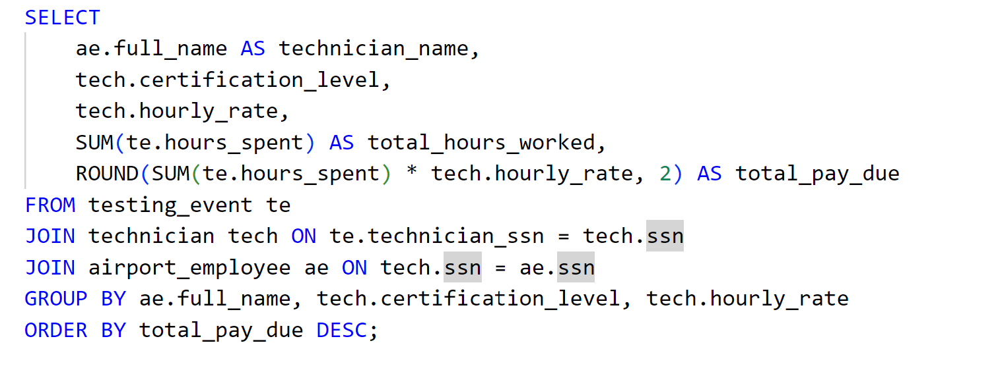 SELECT
ae.full_name AS technician_name,
tech.certification_level,
tech.hourly_rate,
SUM(te.hours_spent) AS total_hours_worked,
ROUND(SUM(te.hours_spent) * tech.hourly_rate, 2) AS total_pay_due
FROM testing_event te
JOIN technician tech ON te.technician_ssn = tech.ssn
JOIN airport_employee ae ON tech.ssn = ae.ssn
GROUP BY ae.full_name, tech.certification_level, tech.hourly_rate
ORDER BY total_pay_due DESC;